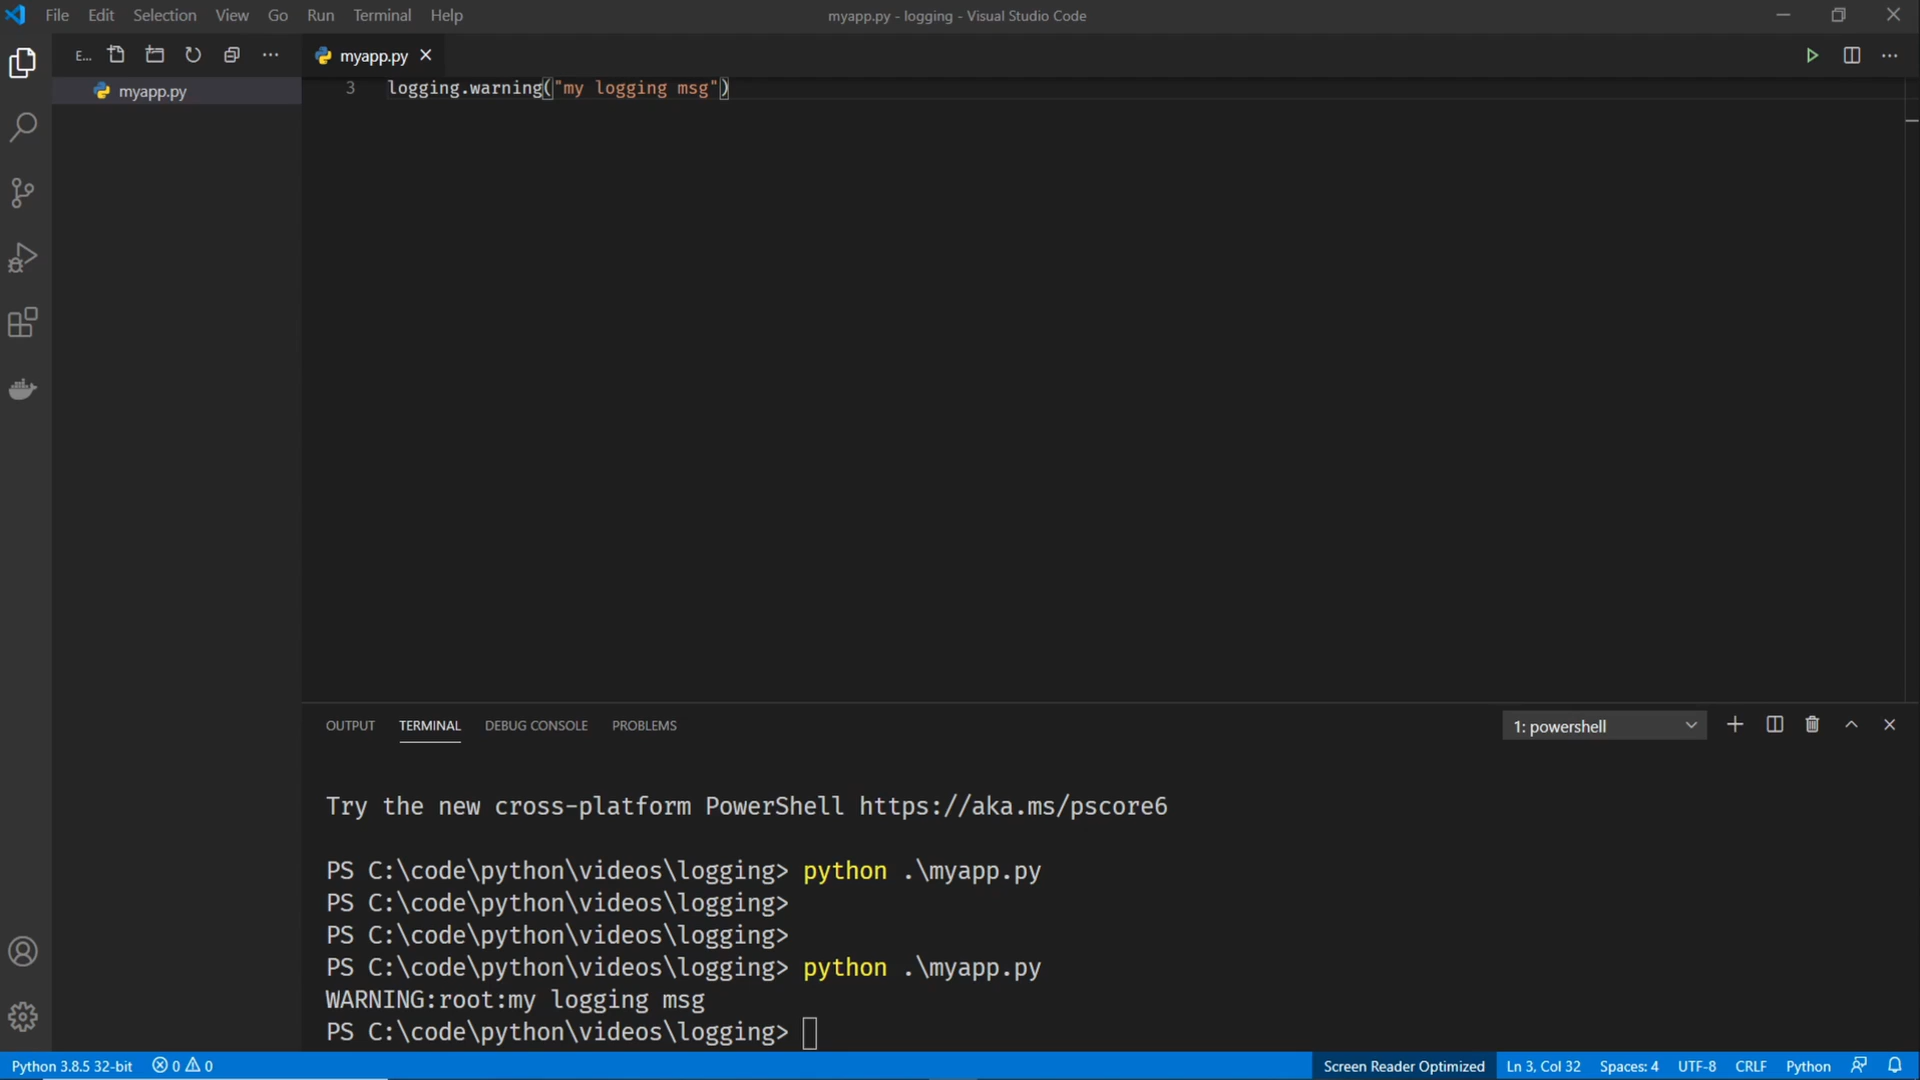 File Edit Selection View Go Run Terminal Help
myapp.py - logging - Visual Studio Code
E...
myapp.py
myapp.py
3 logging.warning("my logging msg")
OUTPUT TERMINAL DEBUG CONSOLE PROBLEMS
1: powershell
Try the new cross-platform PowerShell https://aka.ms/pscore6
PS C:\code\python\videos\logging> python .\myapp.py
PS C:\code\python\videos\logging>
PS C:\code\python\videos\logging>
PS C:\code\python\videos\logging> python .\myapp.py
WARNING:root:my logging msg
PS C:\code\python\videos\logging>
Python 3.8.5 32-bit 0 0 Screen Reader Optimized Ln 3, Col 32 Spaces: 4 UTF-8 CRLF Python